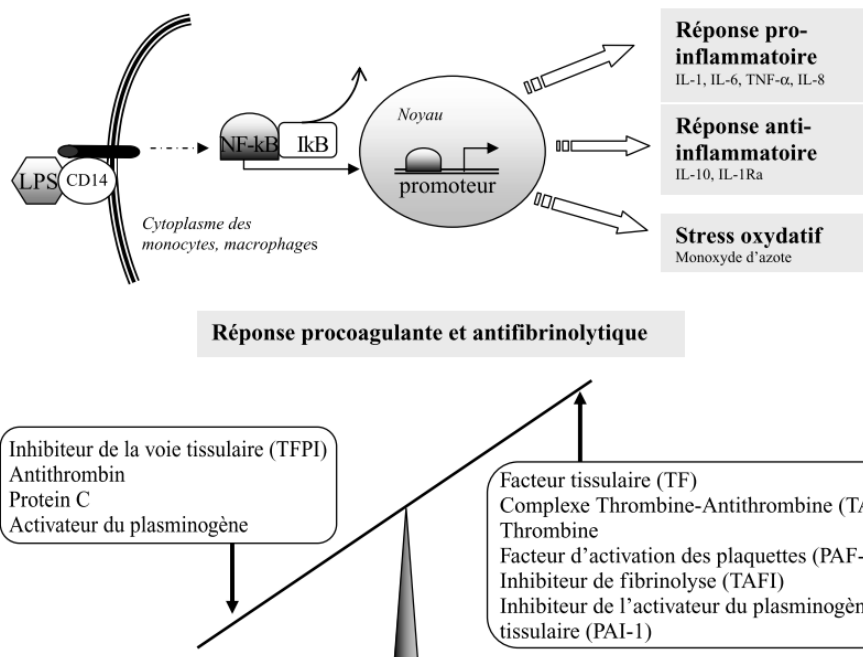 Réponse pro-
inflammatoire
IL-1, IL-6, TNF-α, IL-8
Noyau
NF-kB IkB
Réponse anti-
inflammatoire
IL-10, IL-1Ra
LPS CD14
promoteur
Cytoplasme des
monocytes, macrophages
Stress oxydatif
Monoxyde d'azote
Réponse procoagulante et antifibrinolytique
Inhibiteur de la voie tissulaire (TFPI)
Antithrombin
Protein C
Activateur du plasminogène
Facteur tissulaire (TF)
Complexe Thrombine-Antithrombine (TA
Thrombine
Facteur d'activation des plaquettes (PAF-
Inhibiteur de fibrinolyse (TAFI)
Inhibiteur de l'activateur du plasminogèn
tissulaire (PAI-1)